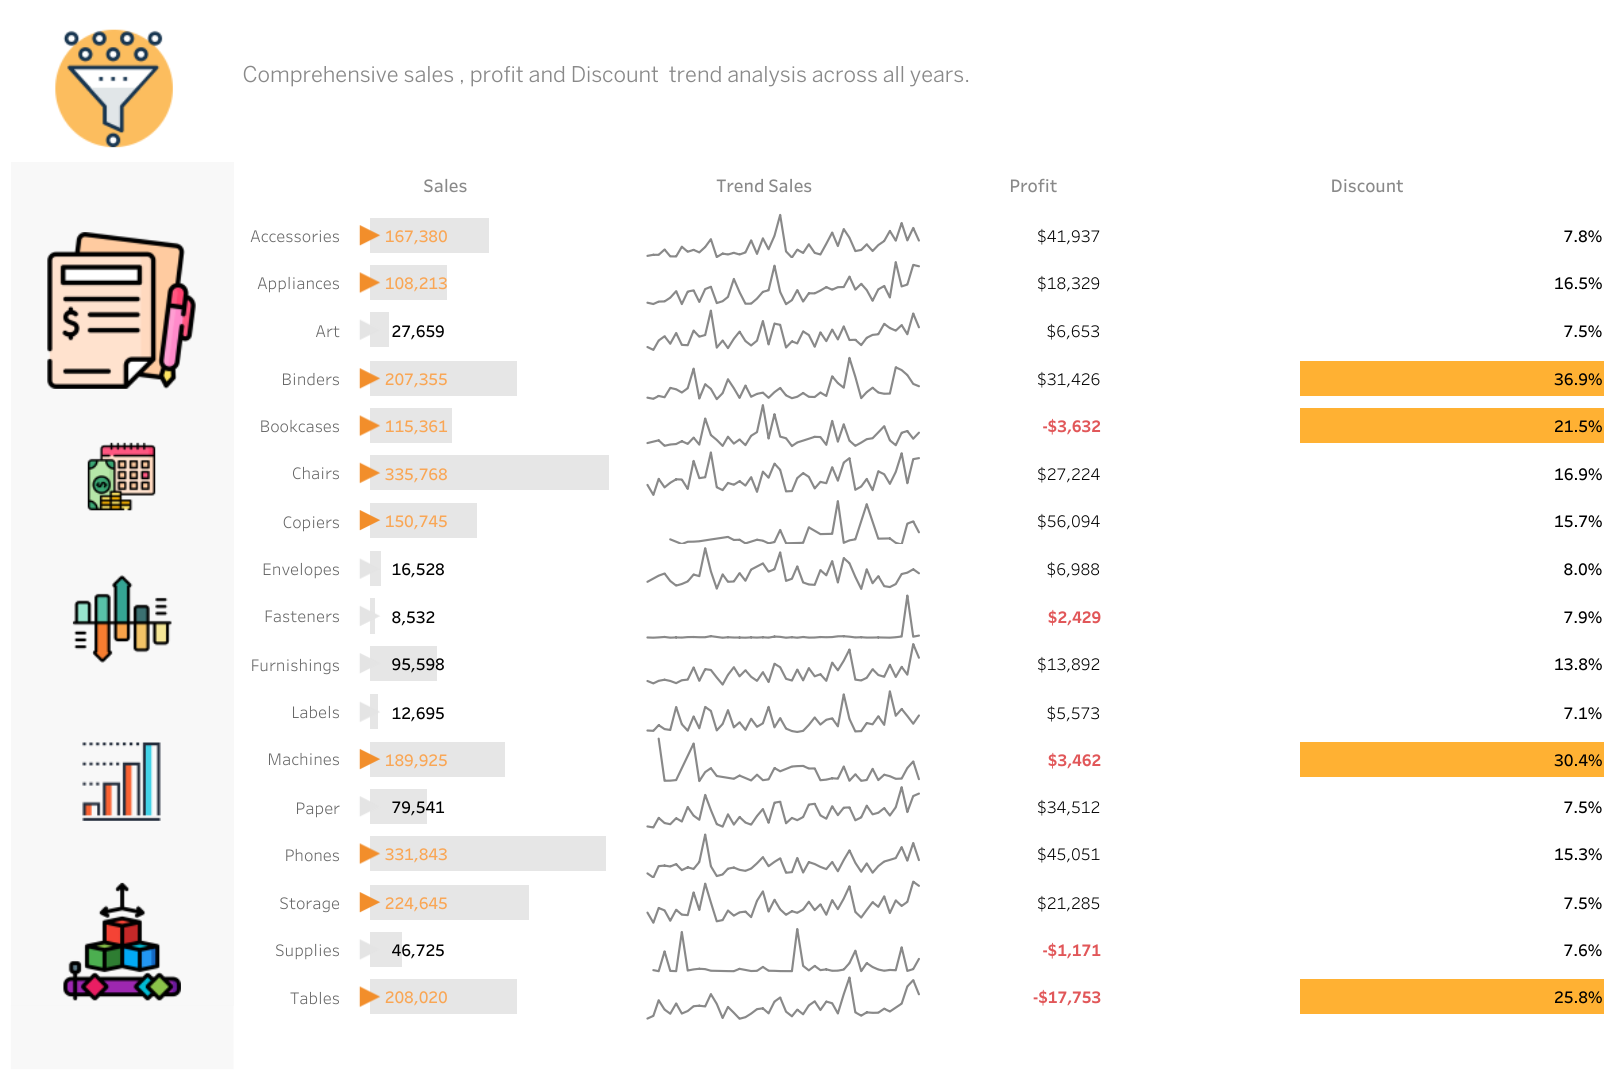 Comprehensive sales , profit and Discount  trend analysis across all years.
Sales Trend Sales Profit Discount
Accessories 167,380 $41,937 7.8%
Appliances 108,213 $18,329 16.5%
Art 27,659 $6,653 7.5%
Binders 207,355 $31,426 36.9%
Bookcases 115,361 -$3,632 21.5%
Chairs 335,768 $27,224 16.9%
Copiers 150,745 $56,094 15.7%
Envelopes 16,528 $6,988 8.0%
Fasteners 8,532 $2,429 7.9%
Furnishings 95,598 $13,892 13.8%
Labels 12,695 $5,573 7.1%
Machines 189,925 $3,462 30.4%
Paper 79,541 $34,512 7.5%
Phones 331,843 $45,051 15.3%
Storage 224,645 $21,285 7.5%
Supplies 46,725 -$1,171 7.6%
Tables 208,020 -$17,753 25.8%